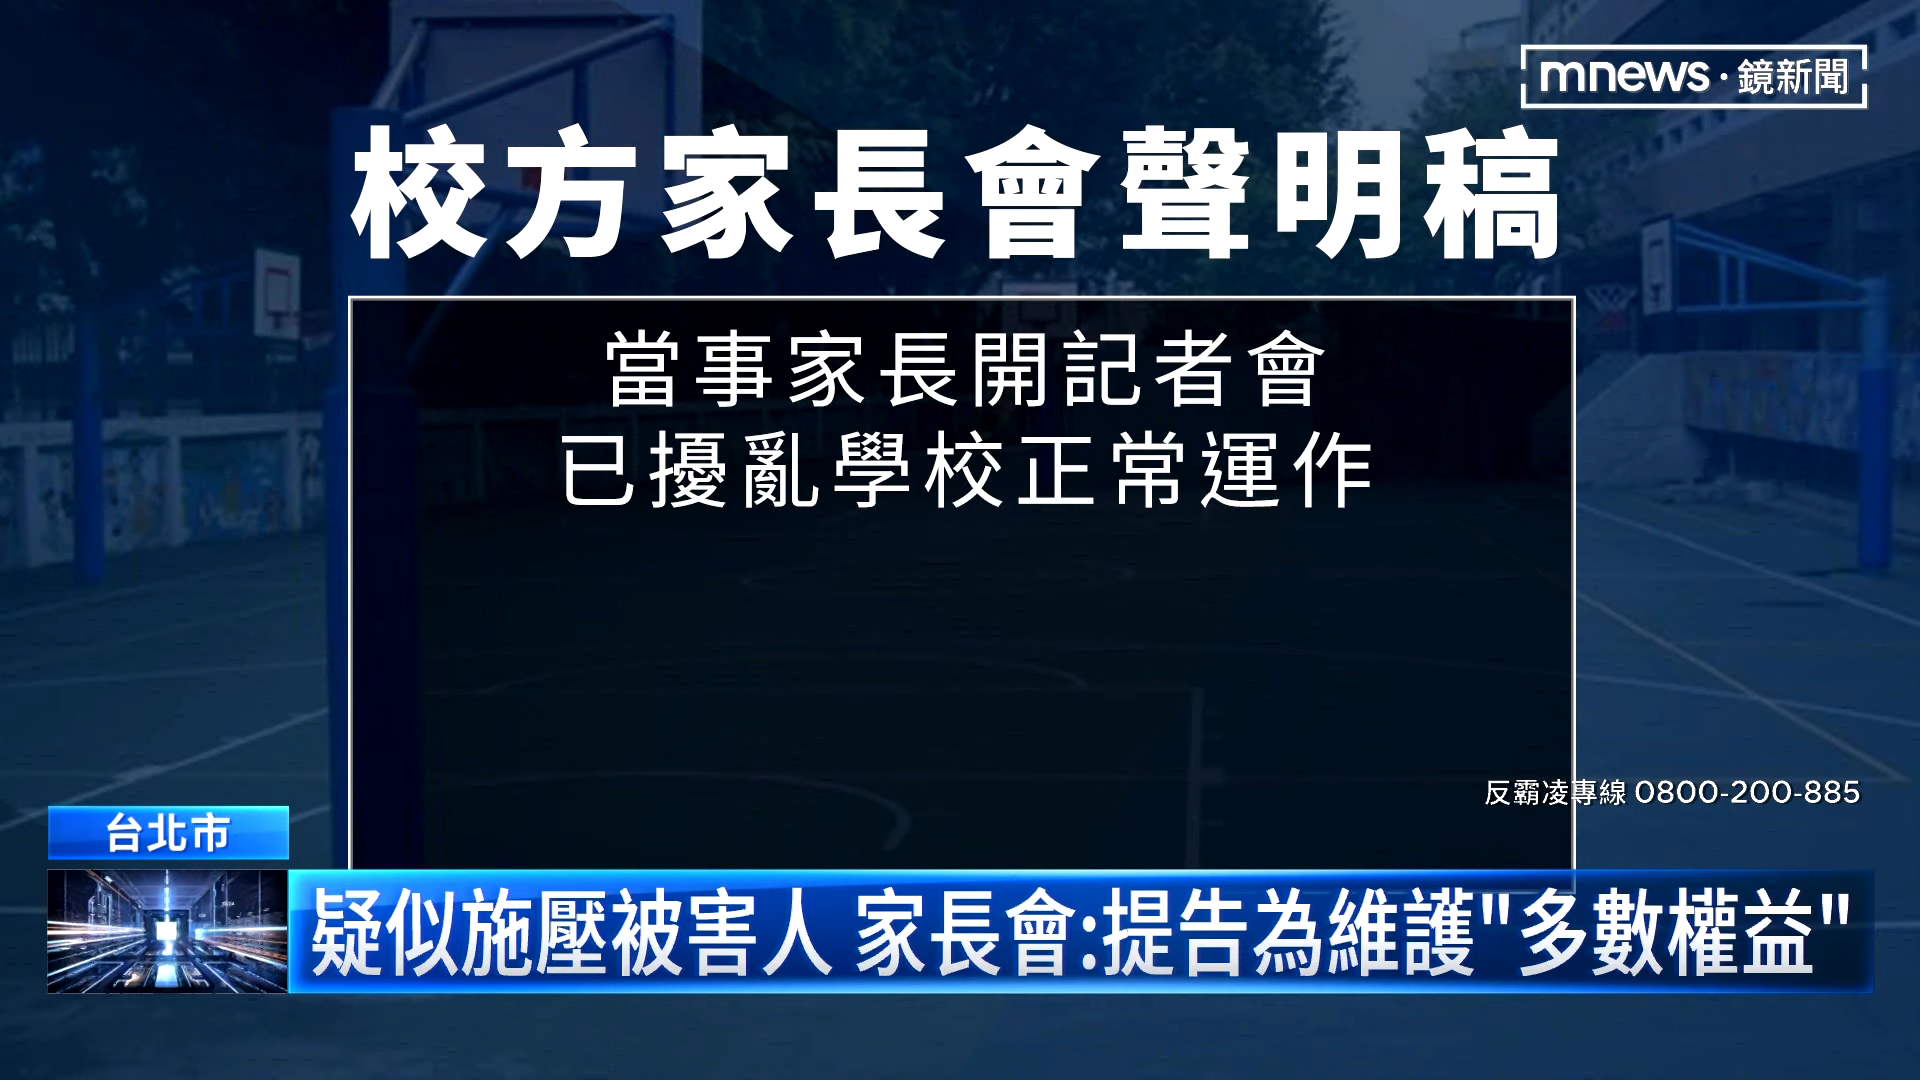 mnews·鏡新聞
校方家長會聲明稿
當事家長開記者會
已擾亂學校正常運作
反霸凌專線 0800-200-885
台北市
疑似施壓被害人 家長會:提告為維護"多數權益"